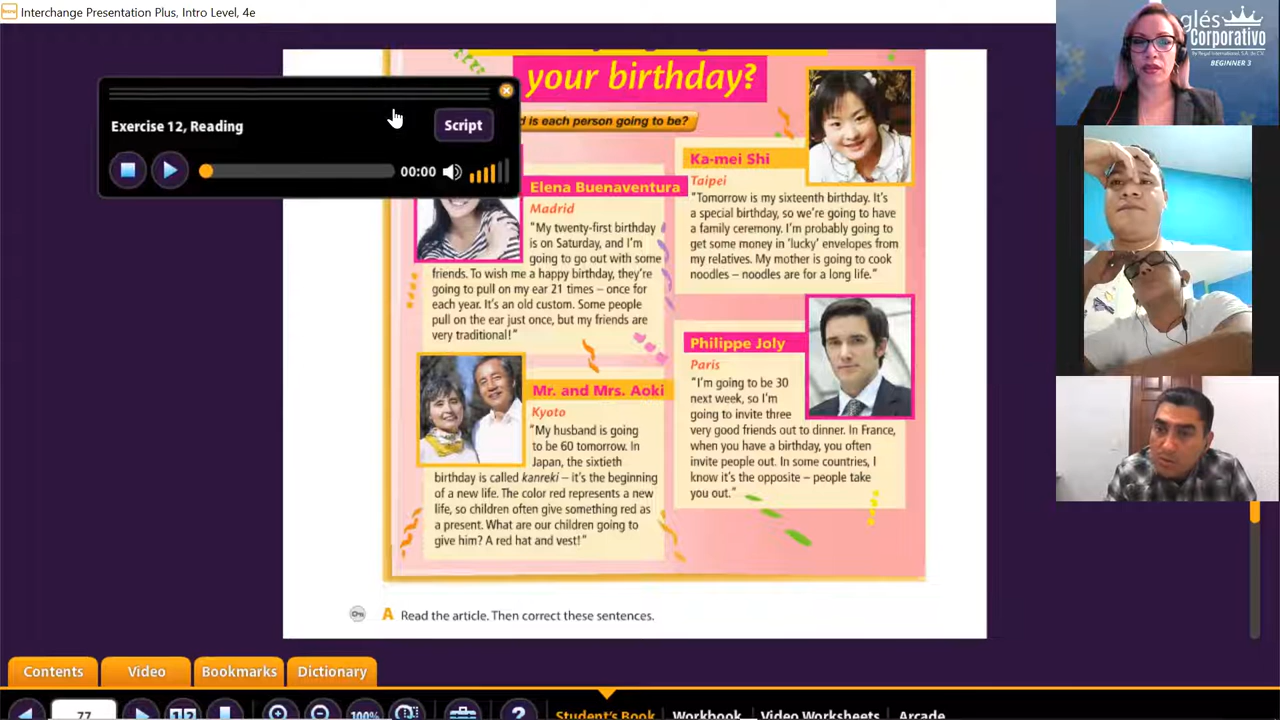 Interchange Presentation Plus, Intro Level, 4e
glés
Corporativo
By Regal International, S.A. de C.V.
BEGINNER 3
your birthday?
d is each person going to be?
Exercise 12, Reading
Script
00:00
Elena Buenaventura
Madrid
"My twenty-first birthday
is on Saturday, and I'm
going to go out with some
friends. To wish me a happy birthday, they're
going to pull on my ear 21 times – once for
each year. It's an old custom. Some people
pull on the ear just once, but my friends are
very traditional!"
Ka-mei Shi
Taipei
"Tomorrow is my sixteenth birthday. It's
a special birthday, so we're going to have
a family ceremony. I'm probably going to
get some money in 'lucky' envelopes from
my relatives. My mother is going to cook
noodles – noodles are for a long life."
Mr. and Mrs. Aoki
Kyoto
"My husband is going
to be 60 tomorrow. In
Japan, the sixtieth
birthday is called kanreki – it's the beginning
of a new life. The color red represents a new
life, so children often give something red as
a present. What are our children going to
give him? A red hat and vest!"
Philippe Joly
Paris
"I'm going to be 30
next week, so I'm
going to invite three
very good friends out to dinner. In France,
when you have a birthday, you often
invite people out. In some countries, I
know it's the opposite – people take
you out."
A Read the article. Then correct these sentences.
Contents Video Bookmarks Dictionary
77 12 100% ? Student's Book Workbook Video Worksheets Arcade